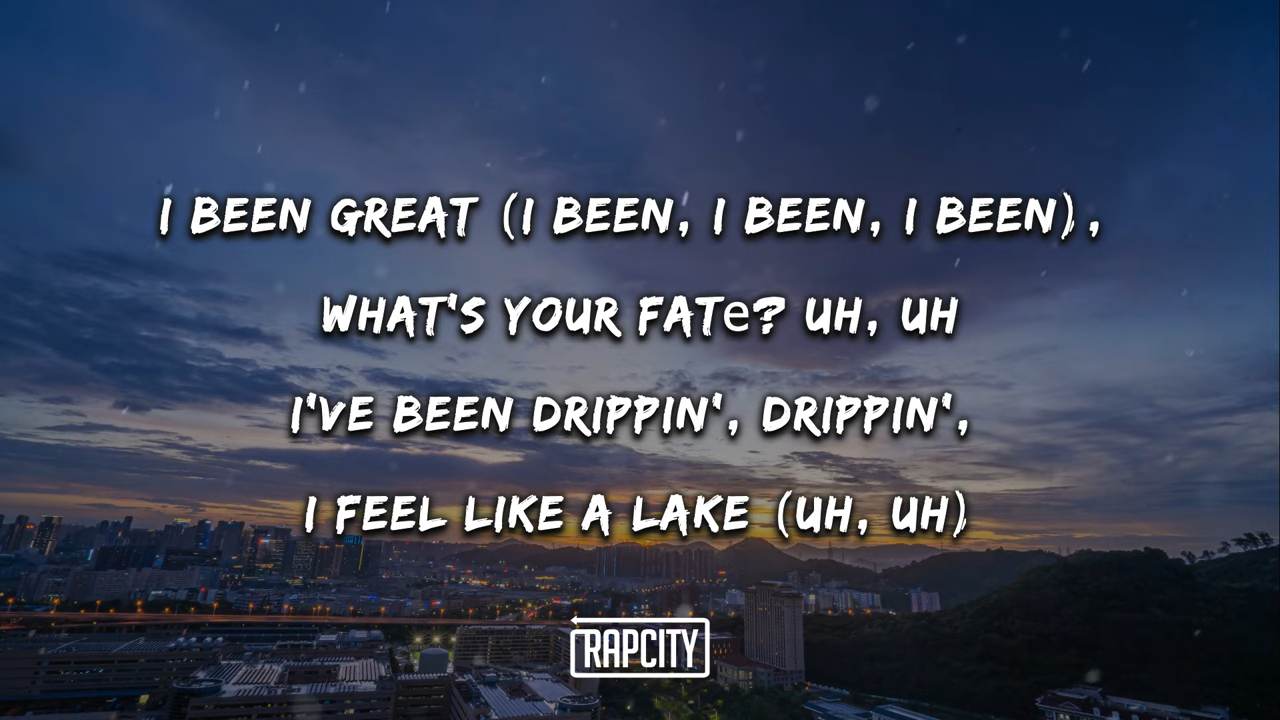 I BEEN GREAT (I BEEN, I BEEN, I BEEN),
WHAT'S YOUR FATe? UH, UH
I'VE BEEN DRIPPIN', DRIPPIN',
I FEEL LIKE A LAKE (UH, UH)
RAPCITY